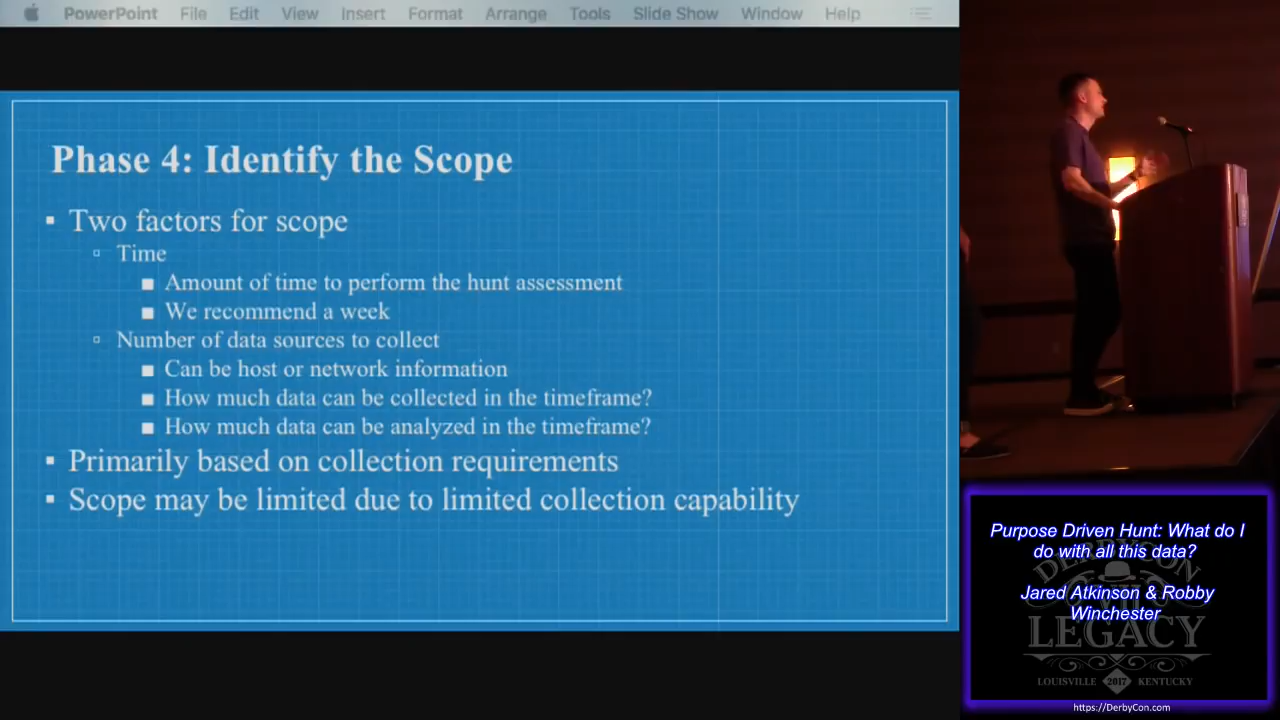 PowerPoint File Edit View Insert Format Arrange Tools Slide Show Window Help
Phase 4: Identify the Scope
▪ Two factors for scope
▫ Time
■ Amount of time to perform the hunt assessment
■ We recommend a week
▫ Number of data sources to collect
■ Can be host or network information
■ How much data can be collected in the timeframe?
■ How much data can be analyzed in the timeframe?
▪ Primarily based on collection requirements
▪ Scope may be limited due to limited collection capability
Purpose Driven Hunt: What do I
do with all this data?
Jared Atkinson & Robby
Winchester
DERBYCON
VII
LEGACY
LOUISVILLE 2017 KENTUCKY
https://DerbyCon.com